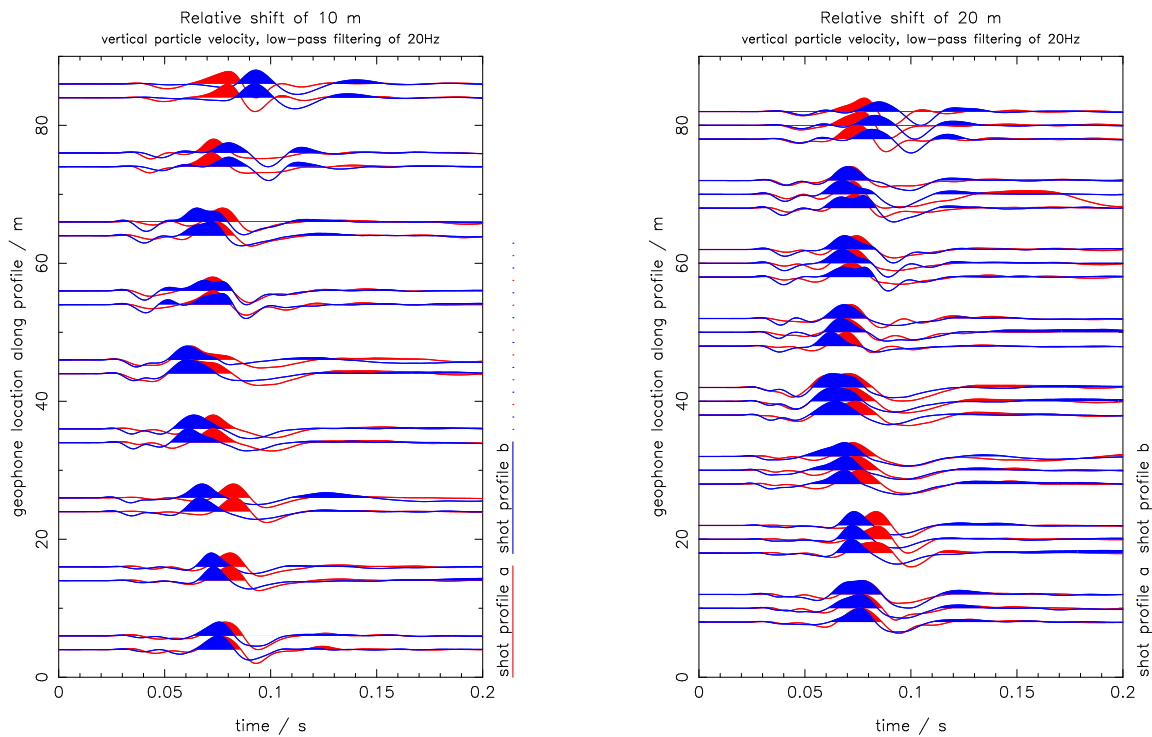 Relative shift of 10 m
vertical particle velocity, low-pass filtering of 20Hz
geophone location along profile / m
80
60
40
20
0
0
0.05
0.1
0.15
0.2
time / s
shot profile a
shot profile b
Relative shift of 20 m
vertical particle velocity, low-pass filtering of 20Hz
geophone location along profile / m
80
60
40
20
0
0
0.05
0.1
0.15
0.2
time / s
shot profile a
shot profile b